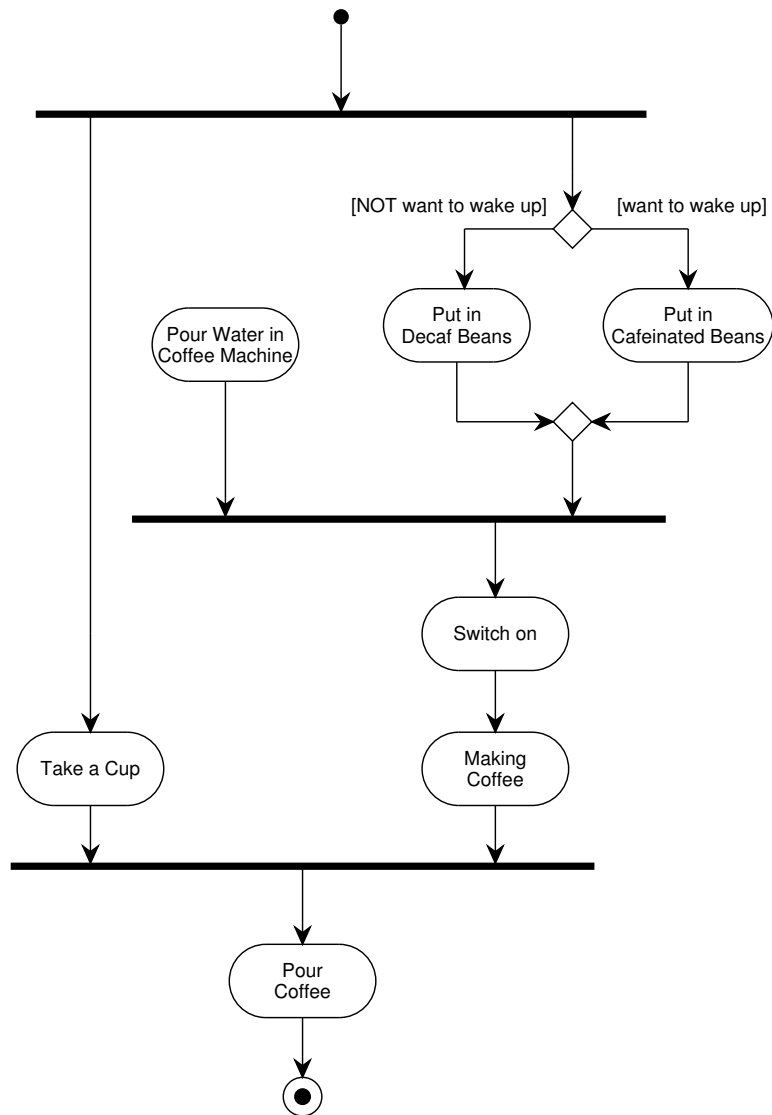 [NOT want to wake up]
[want to wake up]
Put in
Decaf Beans
Put in
Cafeinated Beans
Pour Water in
Coffee Machine
Switch on
Take a Cup
Making
Coffee
Pour
Coffee